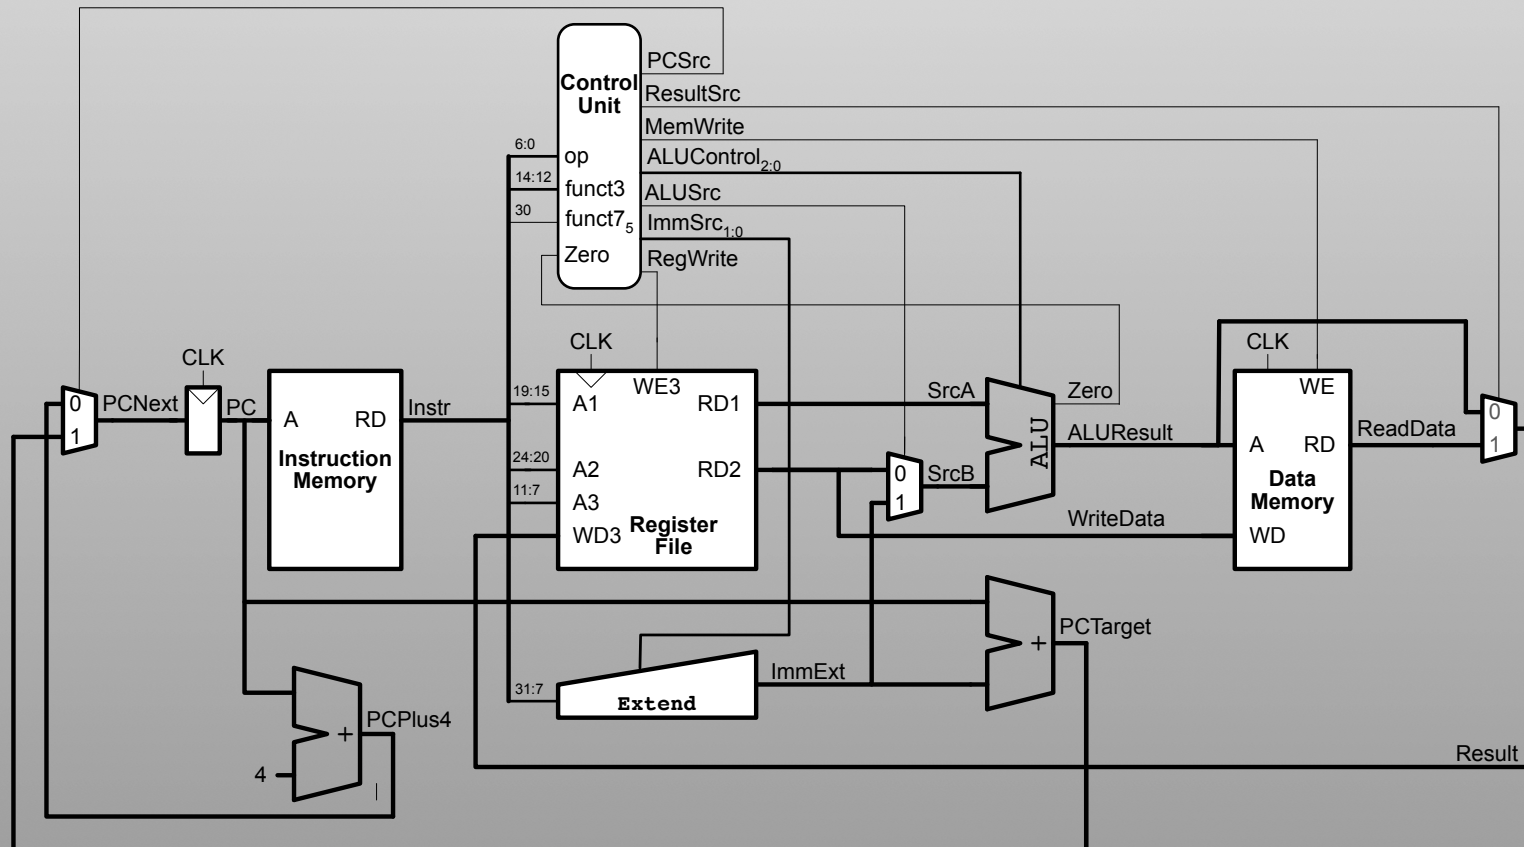 PCSrc
Control
Unit
ResultSrc
MemWrite
6:0
op
ALUControl2:0
14:12
funct3
ALUSrc
30
funct75
ImmSrc1:0
Zero
RegWrite
CLK
CLK
CLK
19:15
WE3
WE
0
PCNext
PC
A
RD
Instr
A1
RD1
SrcA
Zero
0
1
ALU
ALUResult
ReadData
1
Instruction
Memory
24:20
A2
RD2
0
SrcB
A
RD
Data
Memory
11:7
A3
1
WD3
Register
File
WriteData
WD
+
PCTarget
31:7
Extend
ImmExt
+
PCPlus4
4
Result